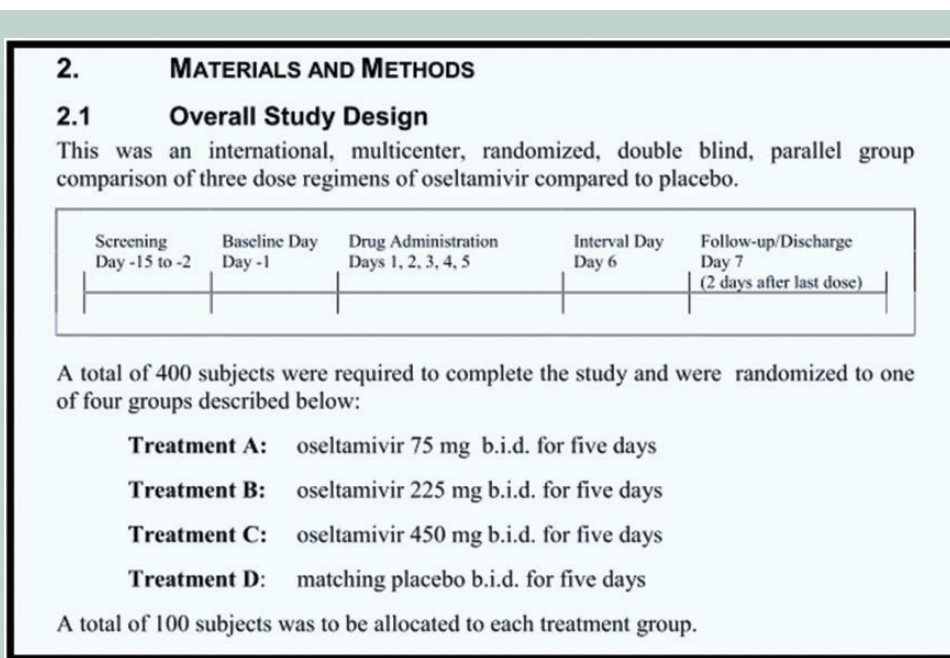 2. MATERIALS AND METHODS
2.1 Overall Study Design
This was an international, multicenter, randomized, double blind, parallel group
comparison of three dose regimens of oseltamivir compared to placebo.
Screening
Day -15 to -2
Baseline Day
Day -1
Drug Administration
Days 1, 2, 3, 4, 5
Interval Day
Day 6
Follow-up/Discharge
Day 7
(2 days after last dose)
A total of 400 subjects were required to complete the study and were randomized to one
of four groups described below:
Treatment A: oseltamivir 75 mg b.i.d. for five days
Treatment B: oseltamivir 225 mg b.i.d. for five days
Treatment C: oseltamivir 450 mg b.i.d. for five days
Treatment D: matching placebo b.i.d. for five days
A total of 100 subjects was to be allocated to each treatment group.